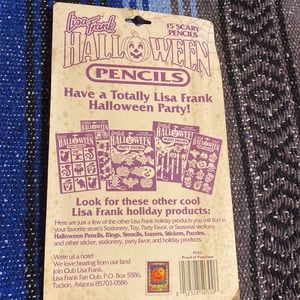 Lisa Frank
15 SCARY PENCILS
HALLOWEEN
PENCILS
Have a Totally Lisa Frank
Halloween Party!
Look for these other cool
Lisa Frank holiday products:
Here are just a few of the other Lisa Frank holiday products you will find in
your favorite store's Stationery, Toy, Party Favor, or Seasonal sections:
Halloween Pencils, Rings, Stencils, Erasers, Stickers, Puzzles,
and other sticker, stationery, party favor, and holiday product.
Write us a note!
We love hearing from our fans!
Join Club Lisa Frank.
Lisa Frank Fan Club, P.O. Box 5586,
Tucson, Arizona 85703-0586
Proof of Purchase